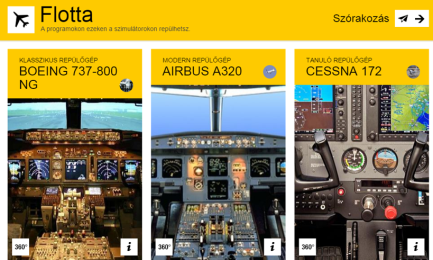 Flotta
A programokon ezeken a szimulátorokon repülhetsz.
Szórakozás
KLASSZIKUS REPÜLŐGÉP
BOEING 737-800
NG
MODERN REPÜLŐGÉP
AIRBUS A320
TANULÓ REPÜLŐGÉP
CESSNA 172
360°
i
360°
i
360°
i